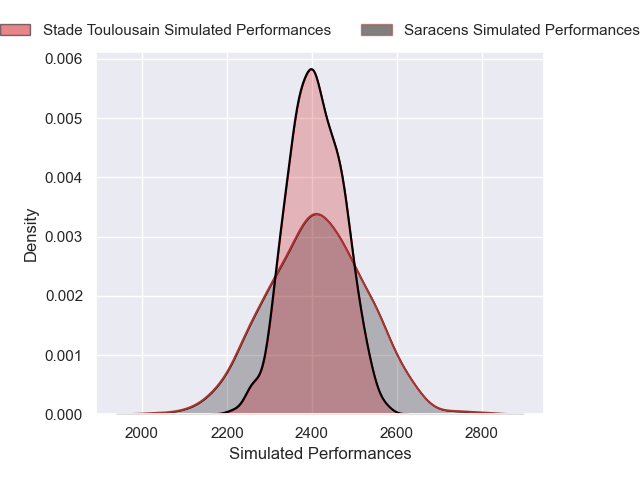 Stade Toulousain Simulated Performances
Saracens Simulated Performances
0.006
0.005
0.004
0.003
0.002
0.001
0.000
Density
2000 2200 2400 2600 2800
Simulated Performances